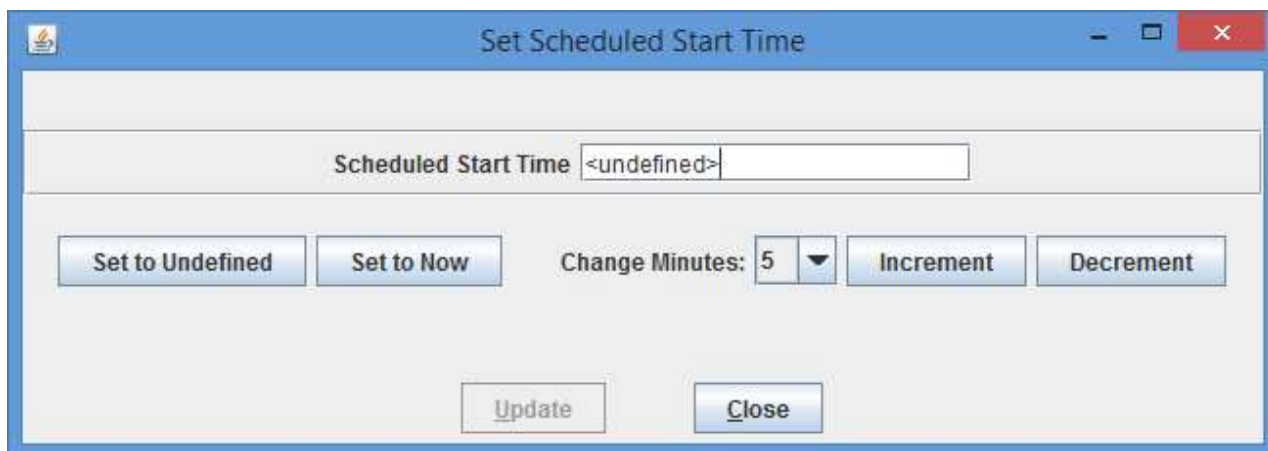 Set Scheduled Start Time
Scheduled Start Time <undefined>
Set to Undefined Set to Now Change Minutes: 5 Increment Decrement
Update Close